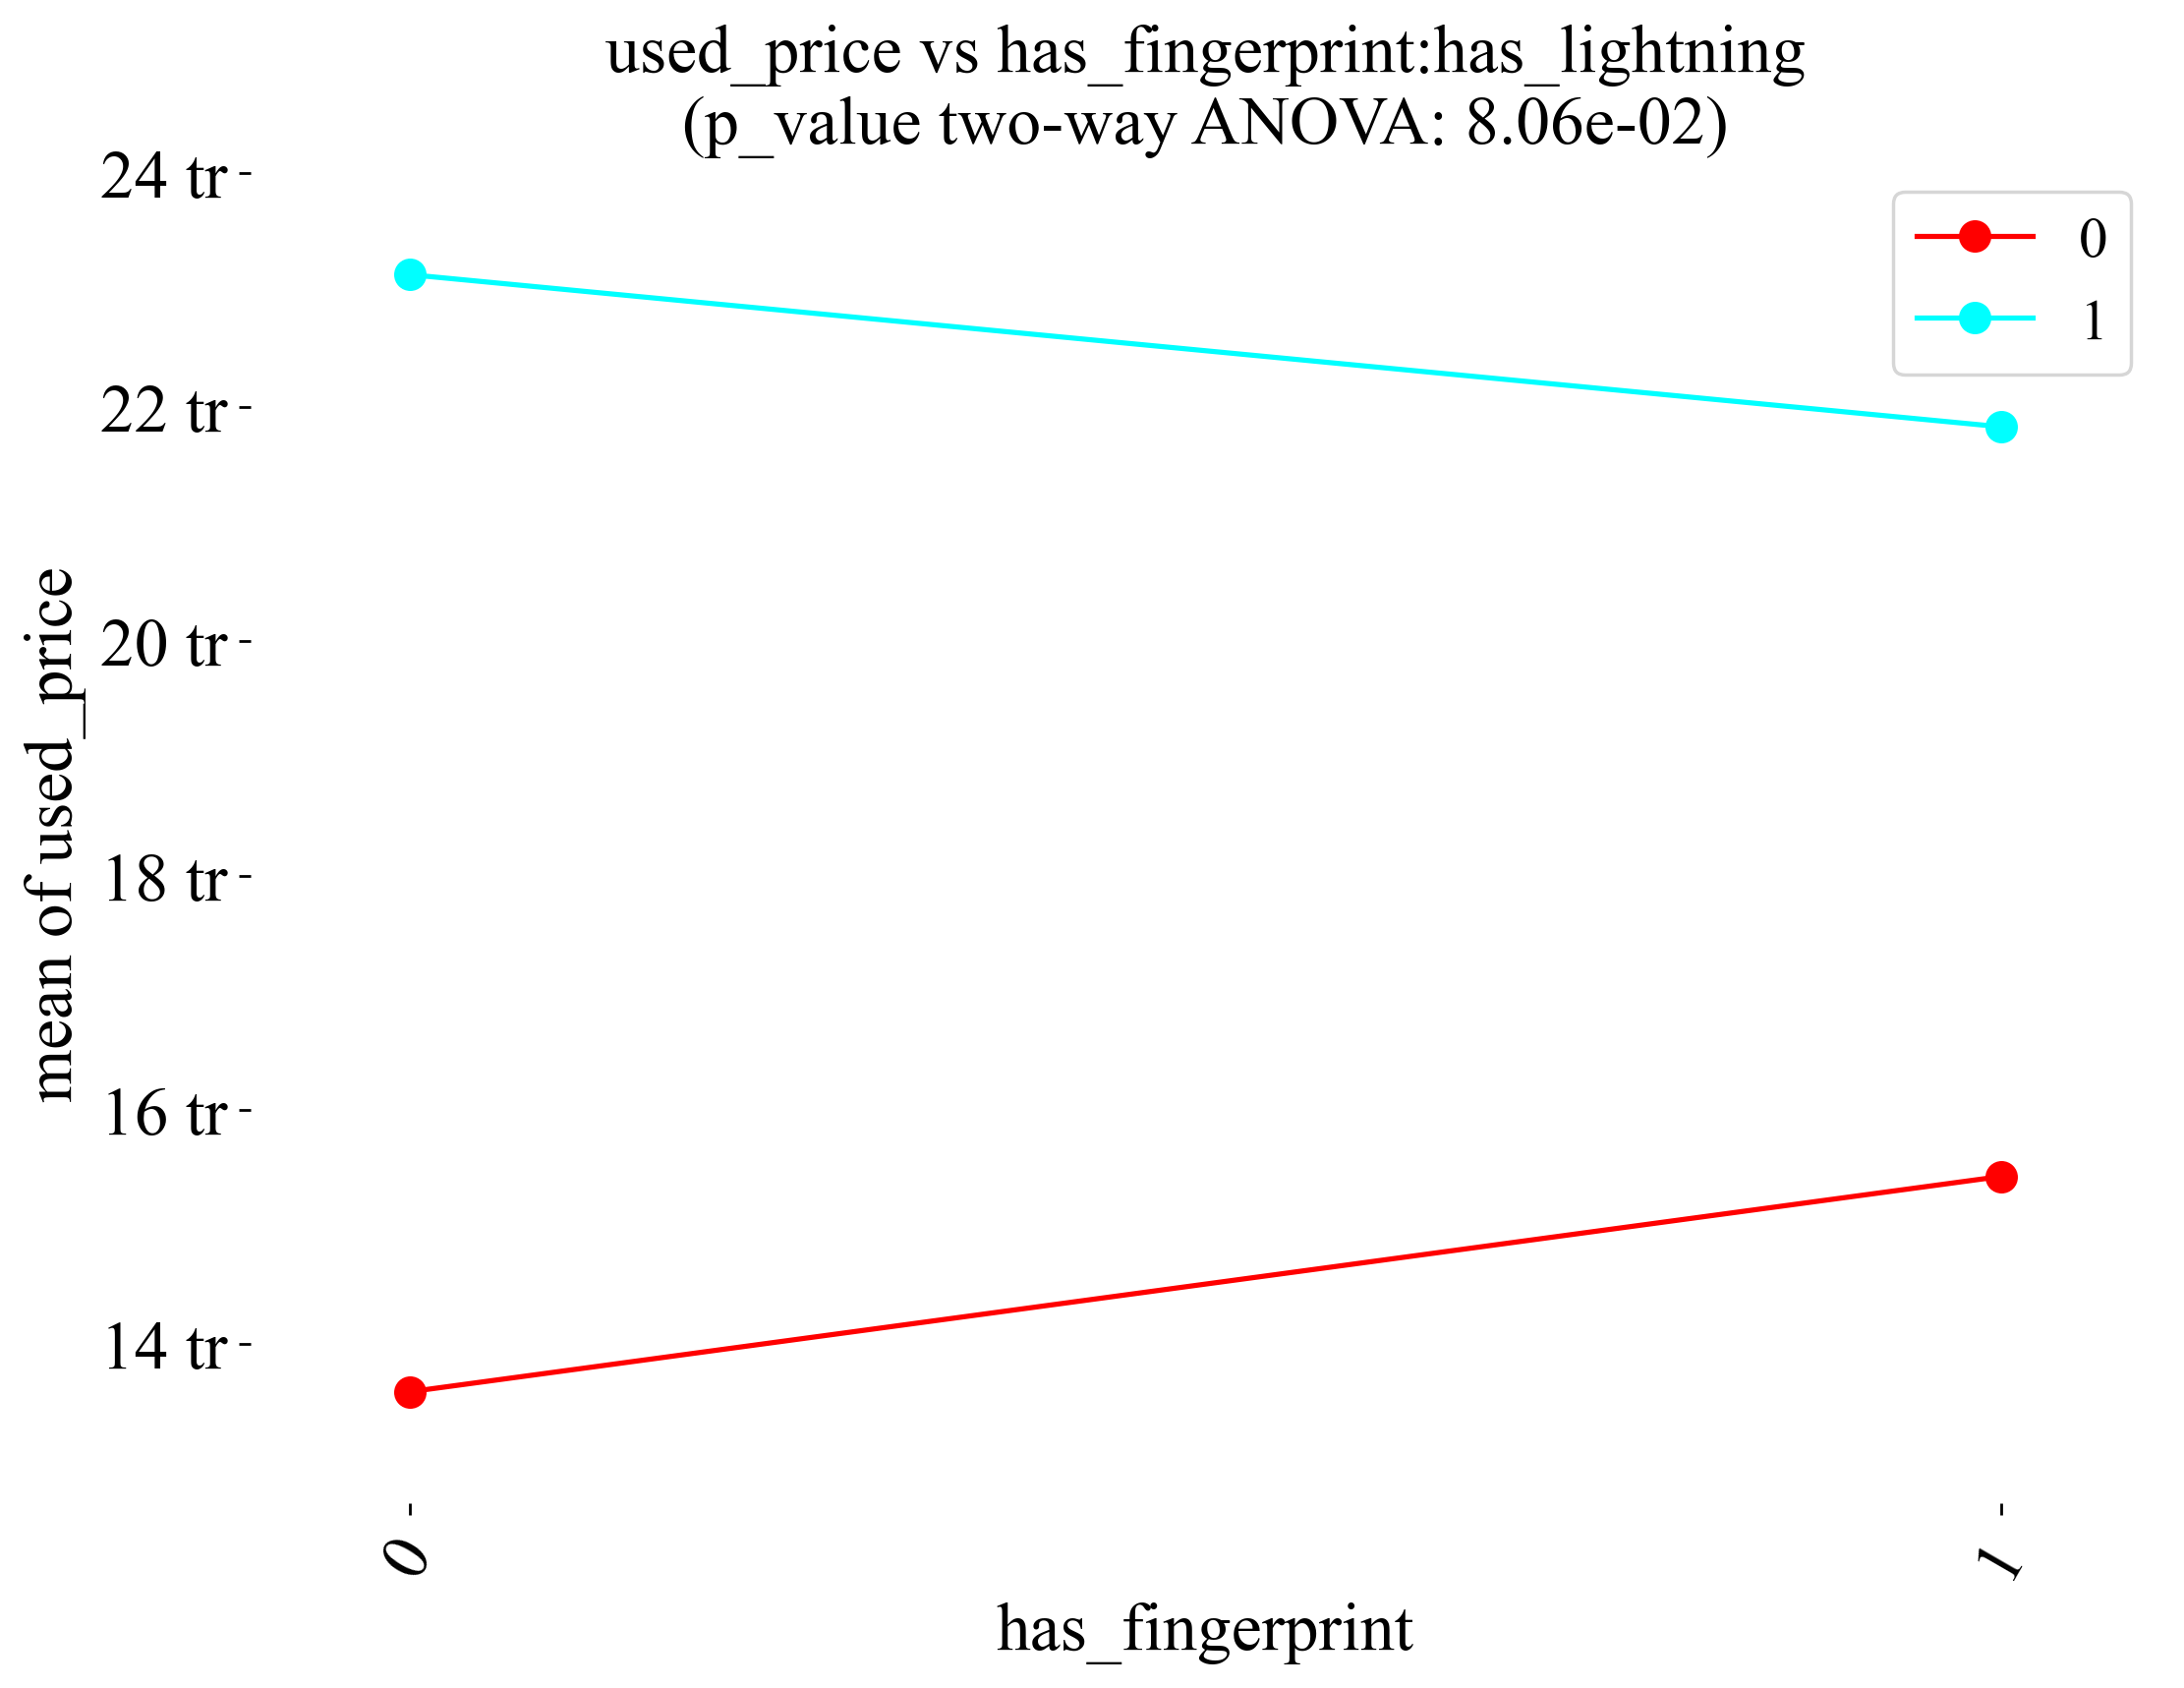 used_price vs has_fingerprint:has_lightning
(p_value two-way ANOVA: 8.06e-02)
24 tr
22 tr
20 tr
18 tr
16 tr
14 tr
mean of used_price
0
1
0
1
has_fingerprint